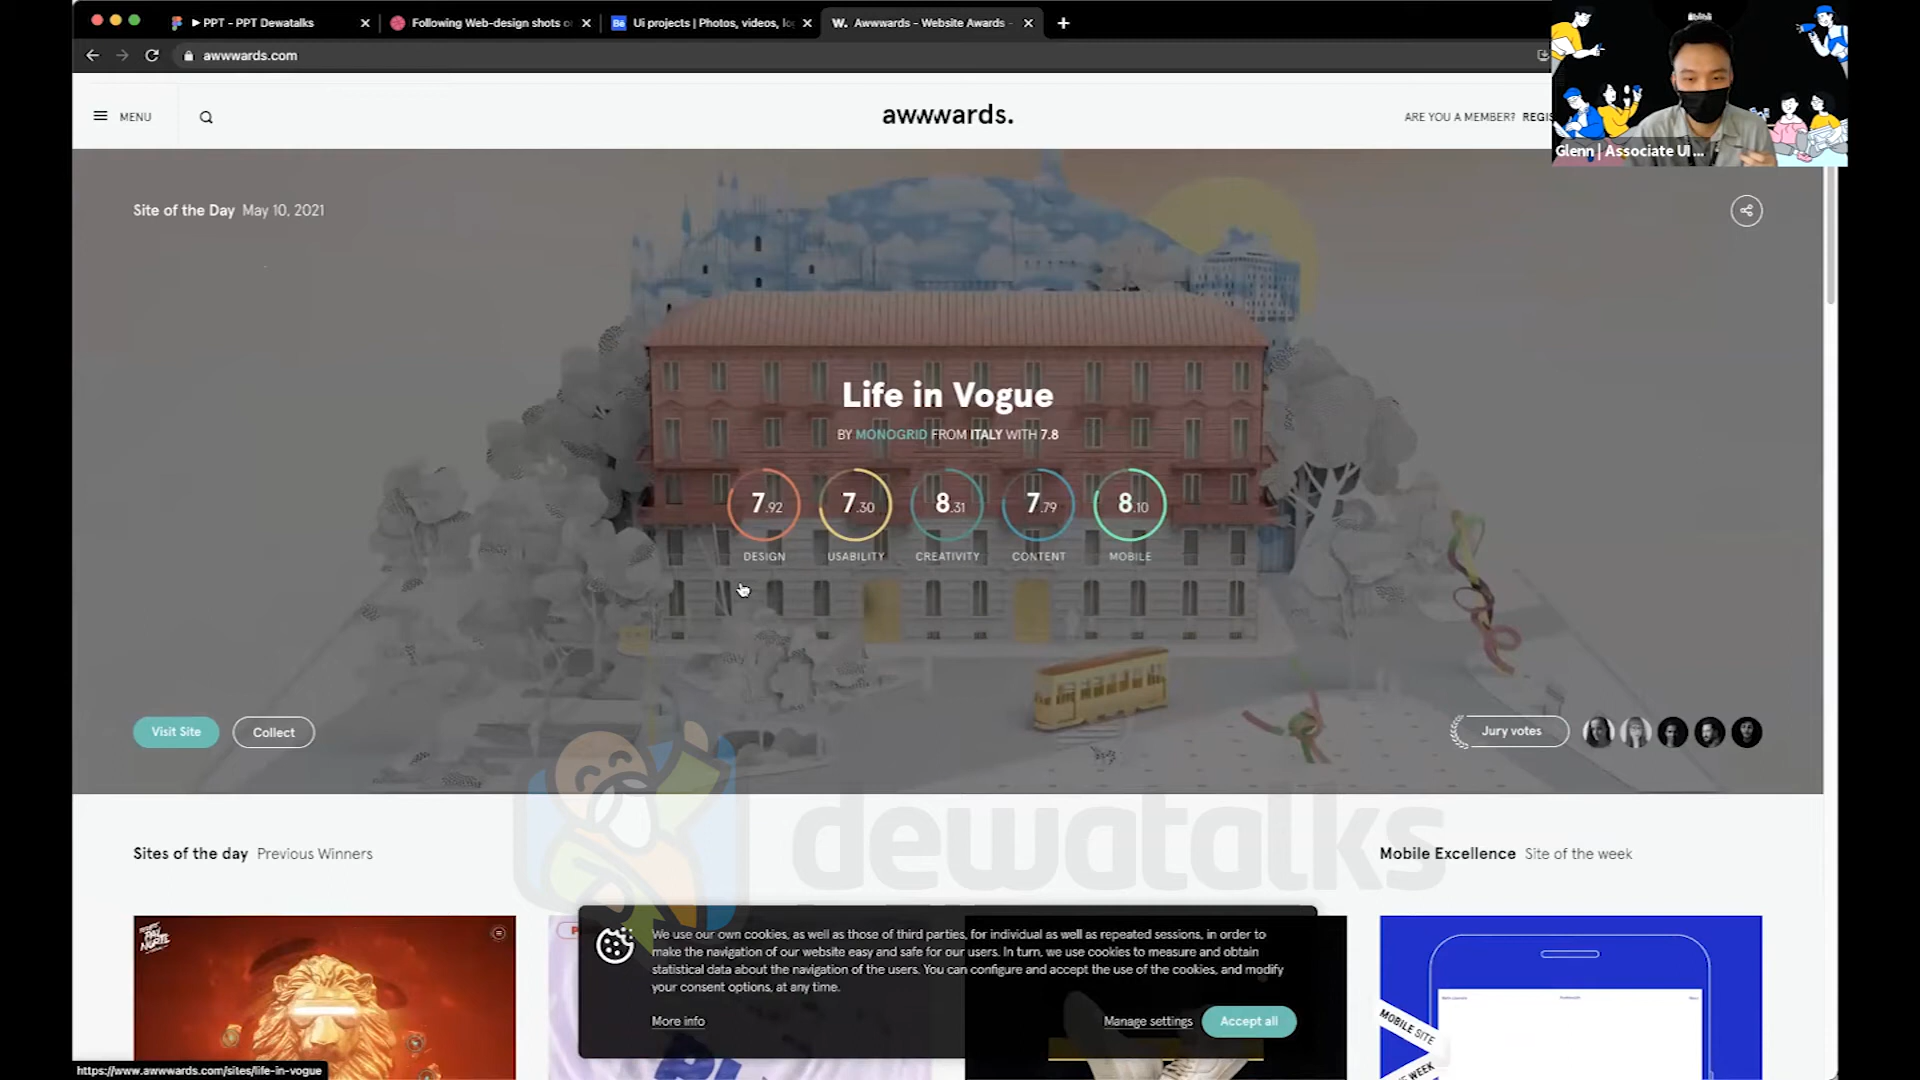 PPT - PPT Dewatalks
Following Web-design shots o
Bē Ui projects | Photos, videos, lo
W. Awwwards - Website Awards -
awwwards.com
MENU
awwwards.
ARE YOU A MEMBER? REGIS
Glenn | Associate UI ...
Site of the Day May 10, 2021
Life in Vogue
BY MONOGRID FROM ITALY WITH 7.8
7.92 7.30 8.31 7.79 8.10
DESIGN USABILITY CREATIVITY CONTENT MOBILE
Visit Site Collect
Jury votes
dewatalks
Sites of the day Previous Winners
Mobile Excellence Site of the week
We use our own cookies, as well as those of third parties, for individual as well as repeated sessions, in order to
make the navigation of our website easy and safe for our users. In turn, we use cookies to measure and obtain
statistical data about the navigation of the users. You can configure and accept the use of the cookies, and modify
your consent options, at any time.
More info Manage settings Accept all
MOBILE SITE
WEEK
https://www.awwwards.com/sites/life-in-vogue